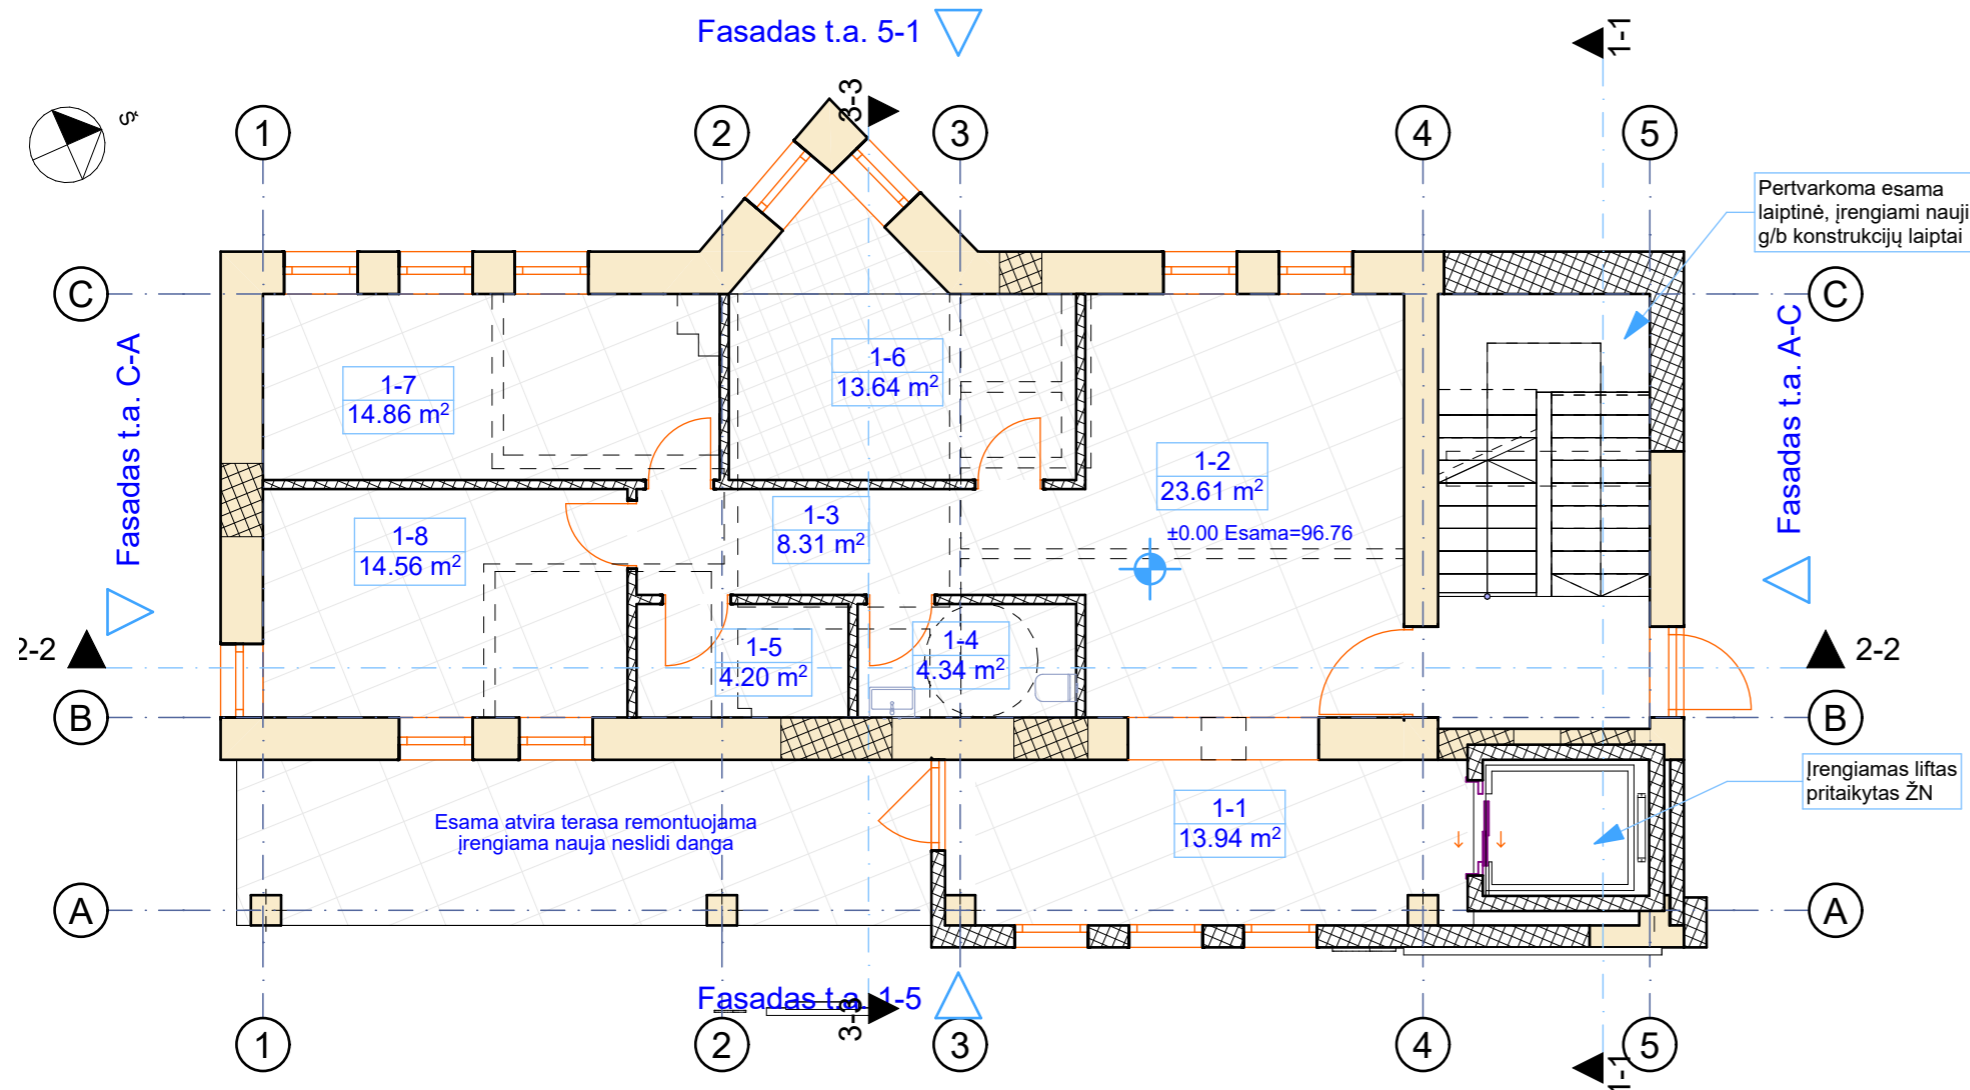 Fasadas t.a. 5-1
1-1
3-3
Š
1
2
3
4
5
Pertvarkoma esama
laiptinė, įrengiami nauji
g/b konstrukcijų laiptai
C
C
Fasadas t.a. C-A
Fasadas t.a. A-C
1-7
14.86 m²
1-6
13.64 m²
1-2
23.61 m²
1-3
8.31 m²
1-8
14.56 m²
±0.00 Esama=96.76
1-5
4.20 m²
1-4
4.34 m²
2-2
2-2
B
B
Įrengiamas liftas
pritaikytas ŽN
1-1
13.94 m²
Esama atvira terasa remontuojama
įrengiama nauja neslidi danga
A
A
Fasadas t.a. 1-5
3-3
1
2
3
4
5
1-1